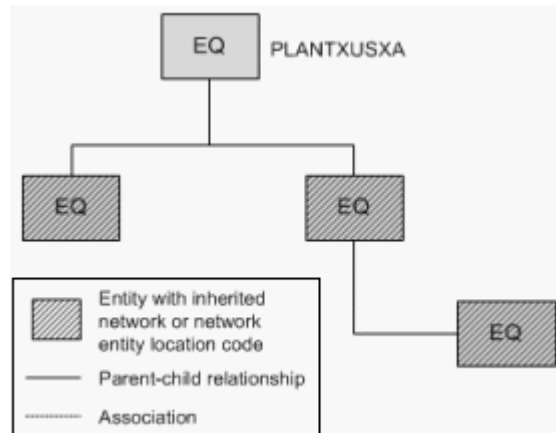 EQ PLANTXUSXA
EQ EQ
EQ
Entity with inherited
network or network
entity location code
Parent-child relationship
Association